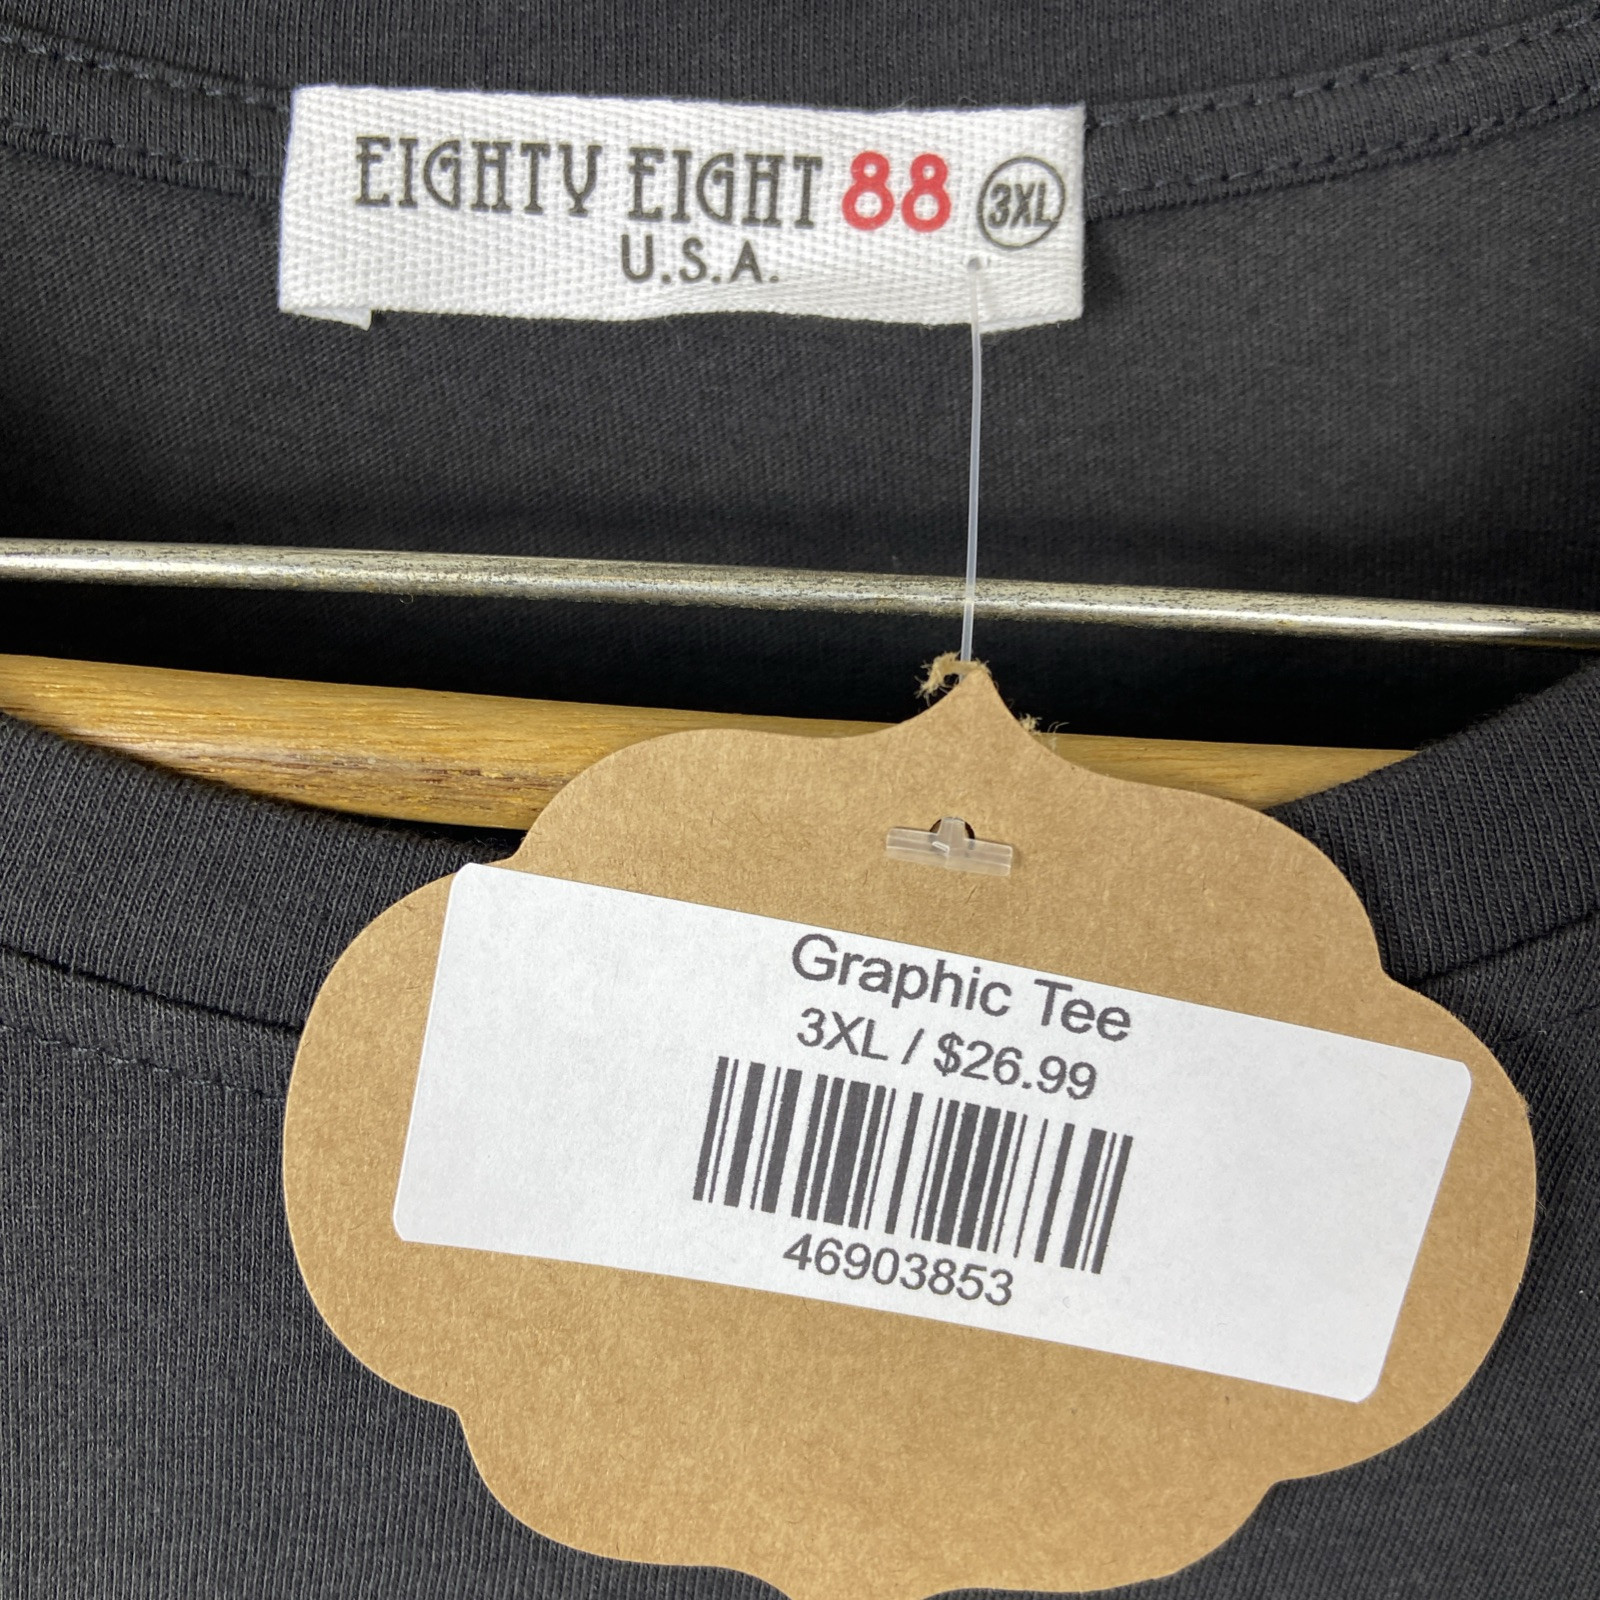 EIGHTY EIGHT 88 3XL
U.S.A.
Graphic Tee
3XL / $26.99
46903853